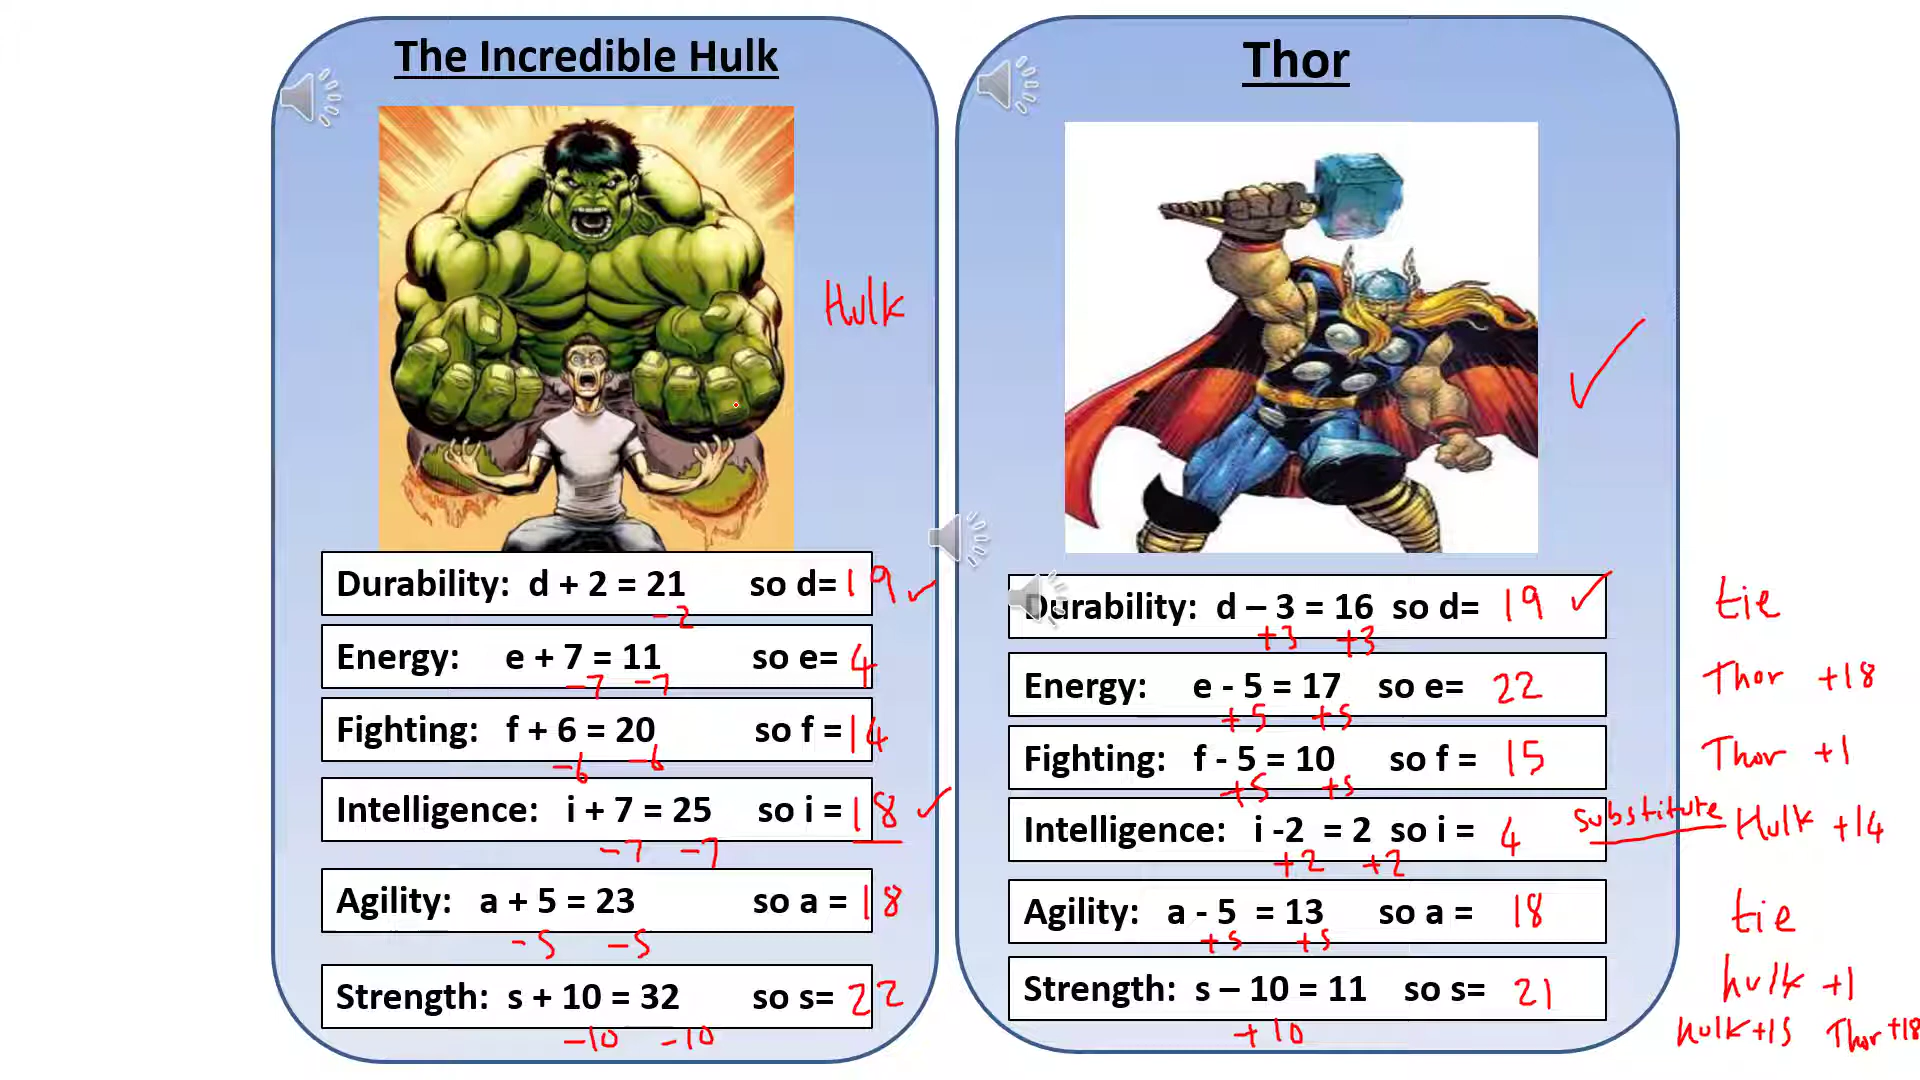 The Incredible Hulk
Hulk
Durability: d + 2 = 21 so d= 19 ✓
-2
Energy: e + 7 = 11 so e= 4
-7 -7
Fighting: f + 6 = 20 so f = 14
-6 -6
Intelligence: i + 7 = 25 so i = 18 ✓
-7 -7
Agility: a + 5 = 23 so a = 18
-5 -5
Strength: s + 10 = 32 so s= 22
-10 -10
Thor
✓
Durability: d – 3 = 16 so d= 19 ✓ tie
+3 +3
Energy: e - 5 = 17 so e= 22 Thor +18
+5 +5
Fighting: f - 5 = 10 so f = 15 Thor +1
+5 +5
Intelligence: i -2 = 2 so i = 4 substitute Hulk +14
+2 +2
Agility: a - 5 = 13 so a = 18 tie
+5 +5
Strength: s – 10 = 11 so s= 21 hulk +1
+10
hulk +15 Thor +18